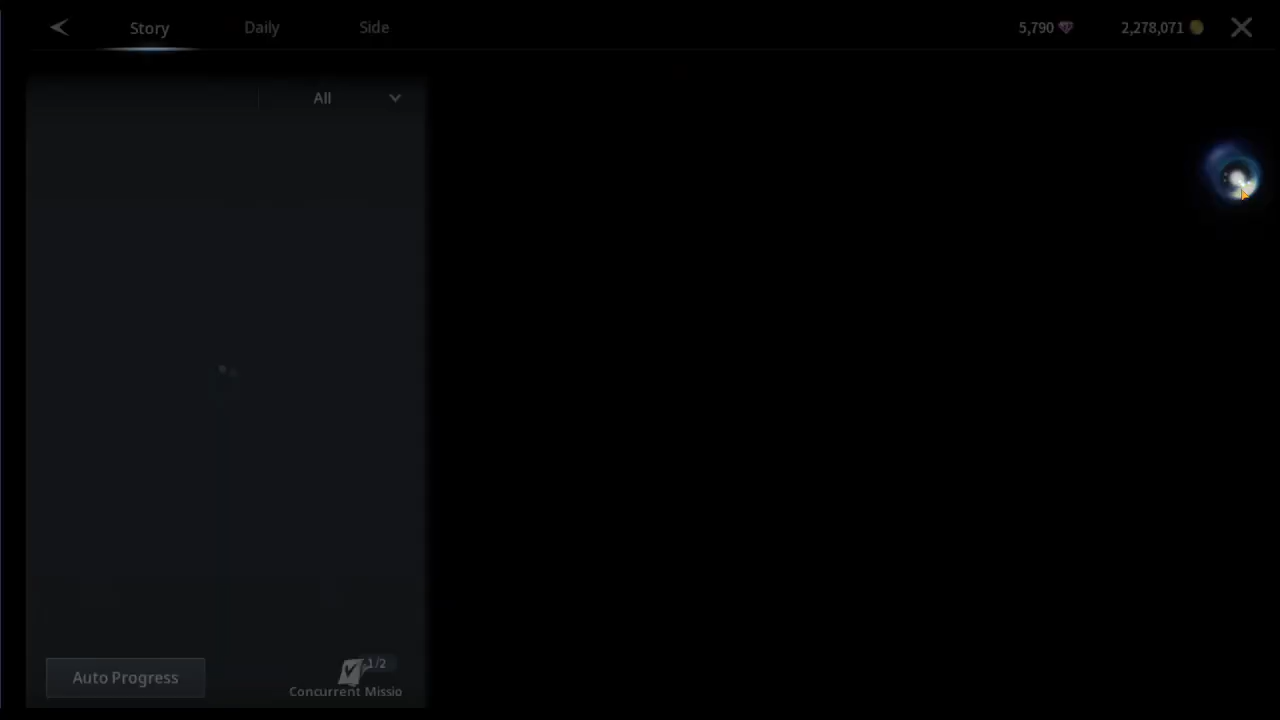 Story Daily Side 5,790 2,278,071
All
1/2
Auto Progress
Concurrent Missio